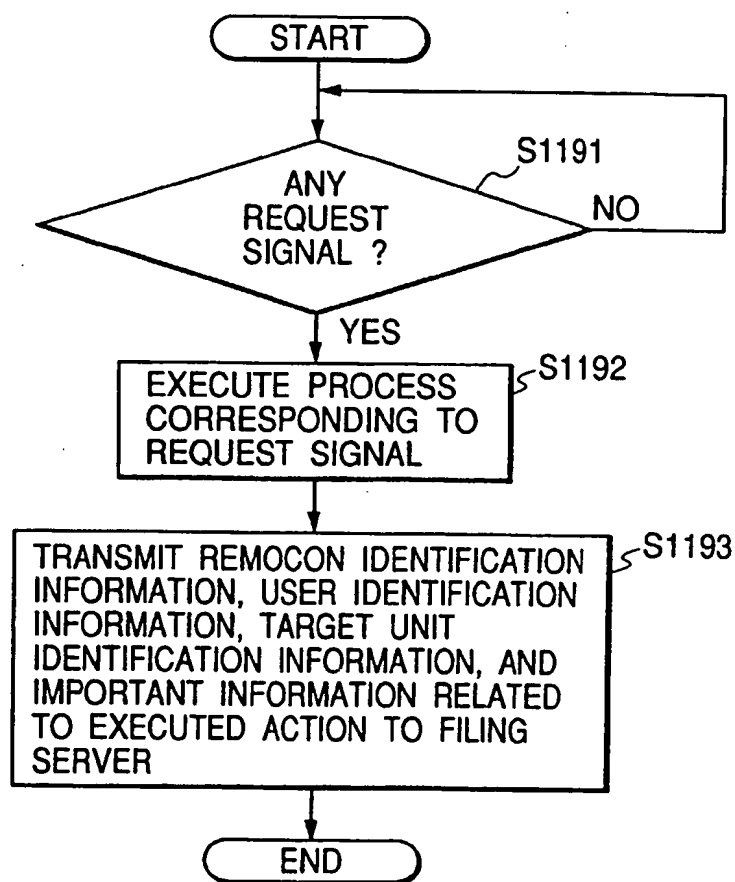 START
S1191
ANY
REQUEST
SIGNAL ?
NO
YES
S1192
EXECUTE PROCESS
CORRESPONDING TO
REQUEST SIGNAL
S1193
TRANSMIT REMOCON IDENTIFICATION
INFORMATION, USER IDENTIFICATION
INFORMATION, TARGET UNIT
IDENTIFICATION INFORMATION, AND
IMPORTANT INFORMATION RELATED
TO EXECUTED ACTION TO FILING
SERVER
END